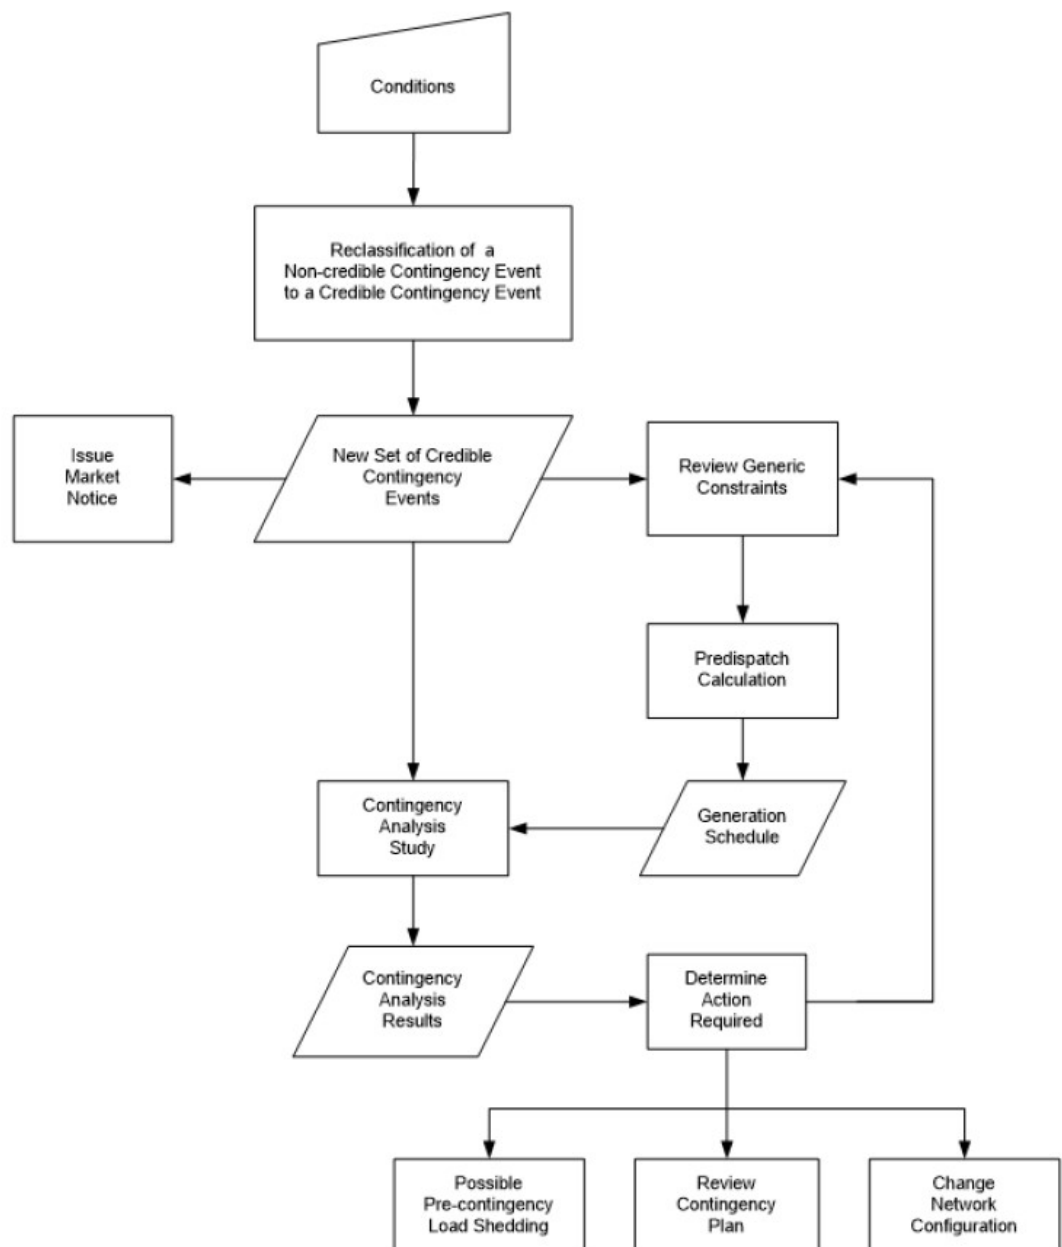 Conditions
Reclassification of a
Non-credible Contingency Event
to a Credible Contingency Event
Issue
Market
Notice
New Set of Credible
Contingency
Events
Review Generic
Constraints
Predispatch
Calculation
Contingency
Analysis
Study
Generation
Schedule
Contingency
Analysis
Results
Determine
Action
Required
Possible
Pre-contingency
Load Shedding
Review
Contingency
Plan
Change
Network
Configuration